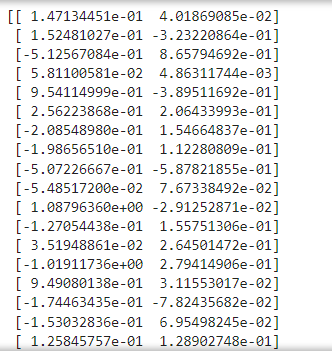 [[ 1.47134451e-01  4.01869085e-02]
[ 1.52481027e-01 -3.23220864e-01]
[-5.12567084e-01  8.65794692e-01]
[ 5.81100581e-02  4.86311744e-03]
[ 9.54114999e-01 -3.89511692e-01]
[ 2.56223868e-01  2.06433993e-01]
[-2.08548980e-01  1.54664837e-01]
[-1.98656510e-01  1.12280809e-01]
[-5.07226667e-01 -5.87821855e-01]
[-5.48517200e-02  7.67338492e-02]
[ 1.08796360e+00 -2.91252871e-02]
[-1.27054438e-01  1.55751306e-01]
[ 3.51948861e-02  2.64501472e-01]
[-1.01911736e+00  2.79414906e-01]
[ 9.49080138e-01  3.11553017e-02]
[-1.74463435e-01 -7.82435682e-02]
[-1.53032836e-01  6.95498245e-02]
[ 1.25845757e-01  1.28902748e-01]